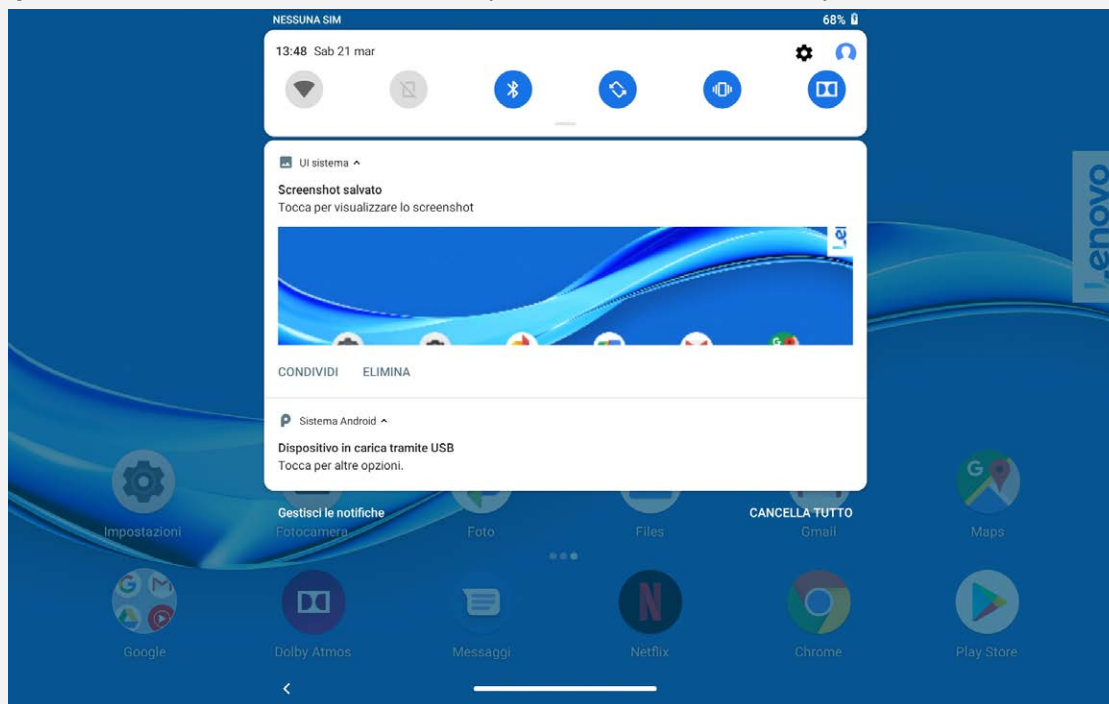 NESSUNA SIM 68%
13:48 Sab 21 mar
UI sistema
Screenshot salvato
Tocca per visualizzare lo screenshot
Lei
CONDIVIDI ELIMINA
Sistema Android
Dispositivo in carica tramite USB
Tocca per altre opzioni.
Gestisci le notifiche CANCELLA TUTTO
Impostazioni Fotocamera Foto Files Gmail Maps
Google Dolby Atmos Messaggi Netflix Chrome Play Store
Lenovo